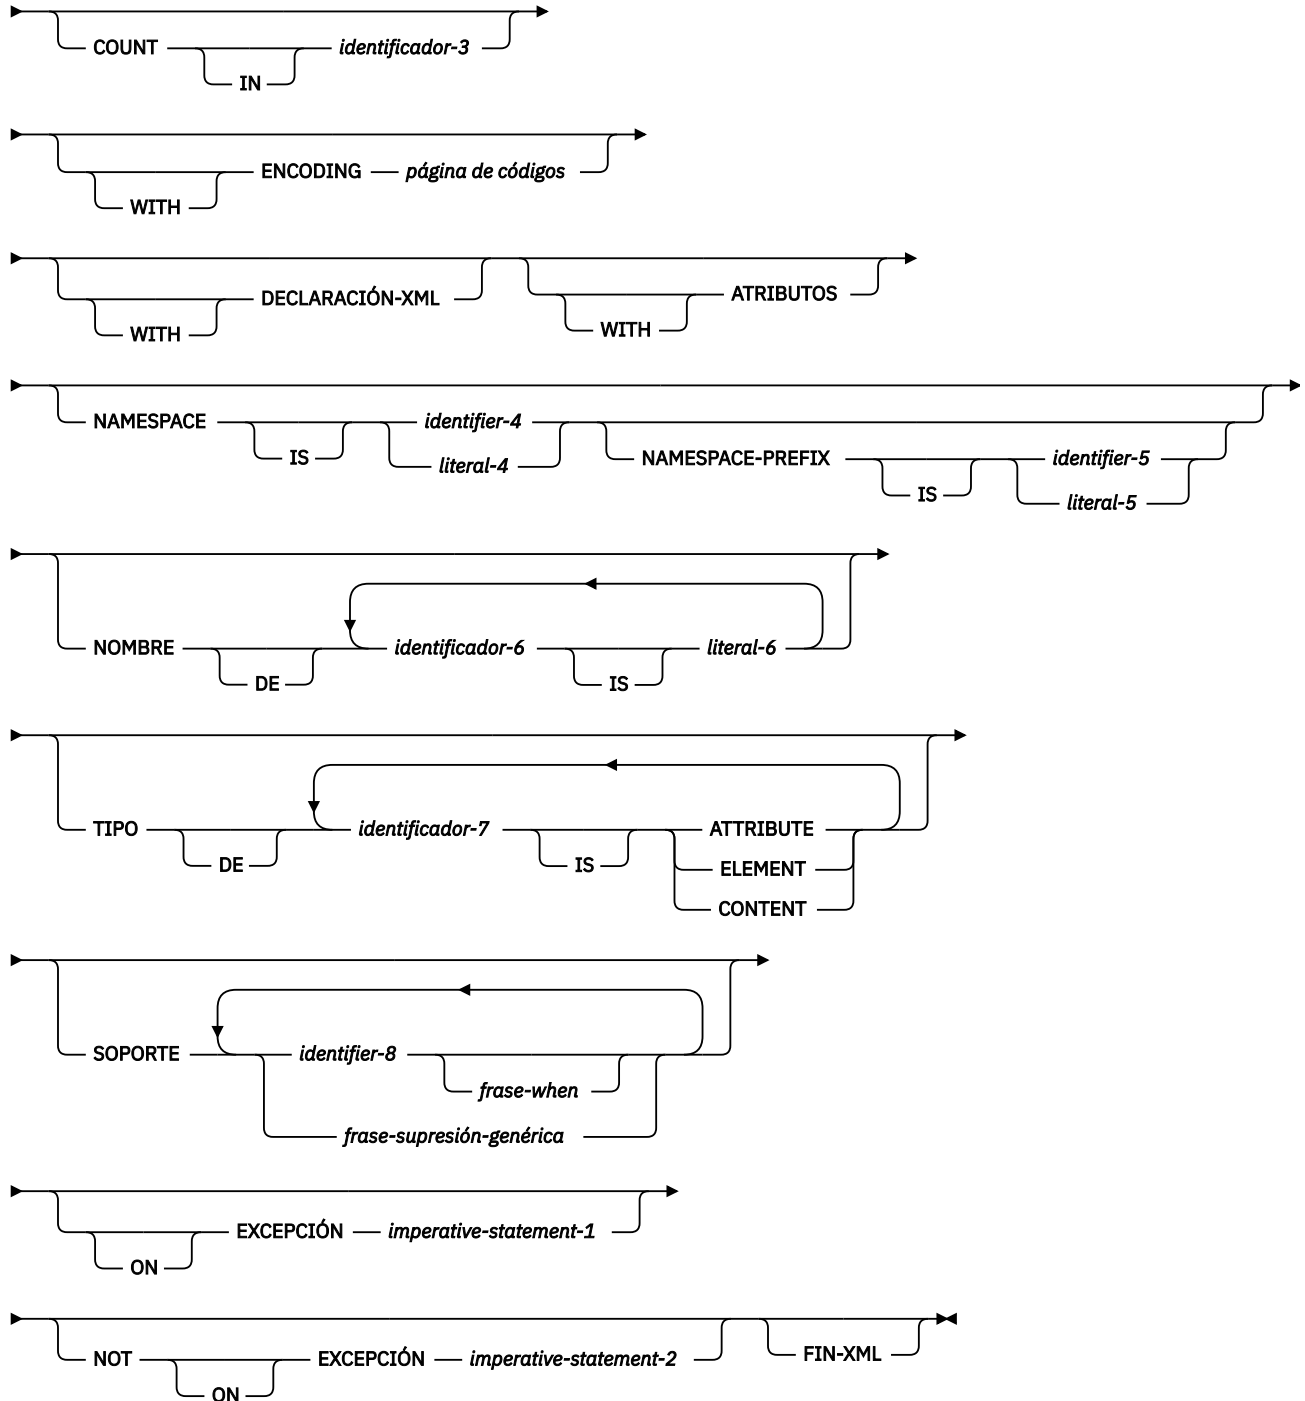 COUNT identificador-3
IN
ENCODING página de códigos
WITH
DECLARACIÓN-XML ATRIBUTOS
WITH WITH
NAMESPACE identifier-4
IS literal-4 NAMESPACE-PREFIX identifier-5
IS literal-5
NOMBRE identificador-6 literal-6
DE IS
TIPO identificador-7 ATTRIBUTE
DE IS ELEMENT
CONTENT
SOPORTE identifier-8
frase-when
frase-supresión-genérica
EXCEPCIÓN imperative-statement-1
ON
NOT EXCEPCIÓN imperative-statement-2 FIN-XML
ON